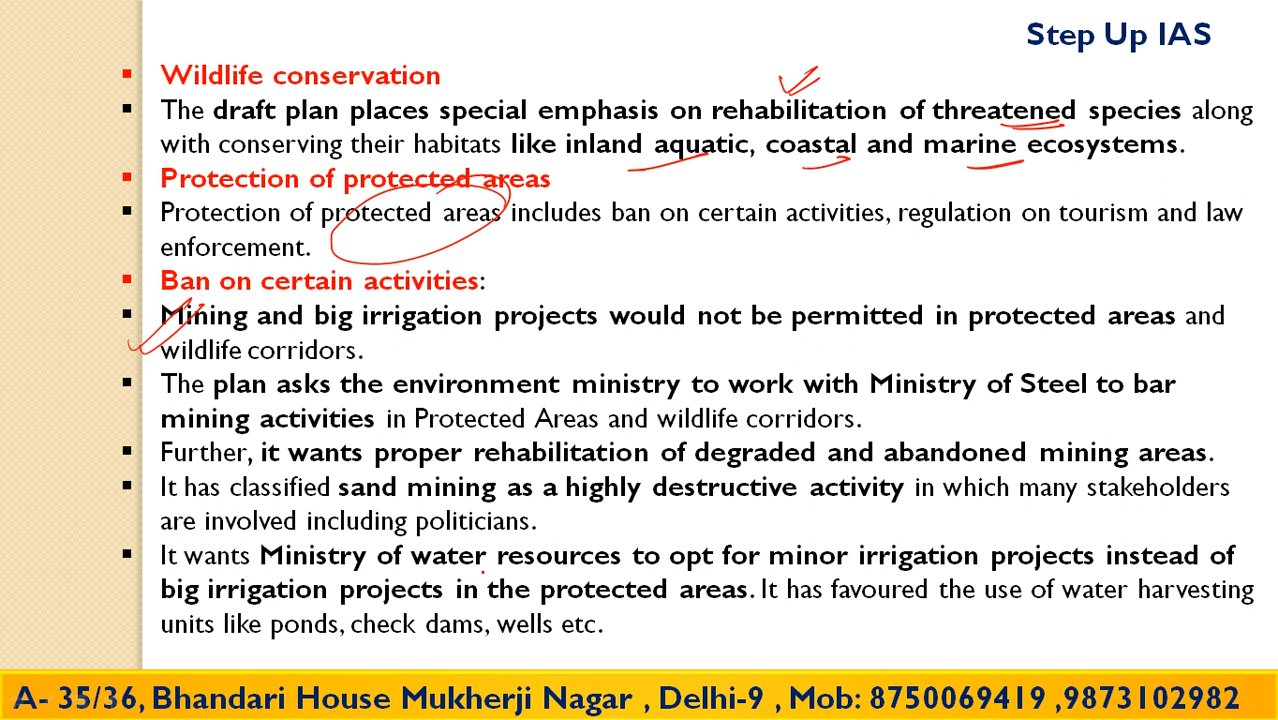 Step Up IAS
▪ Wildlife conservation
▪ The draft plan places special emphasis on rehabilitation of threatened species along
with conserving their habitats like inland aquatic, coastal and marine ecosystems.
▪ Protection of protected areas
▪ Protection of protected areas includes ban on certain activities, regulation on tourism and law
enforcement.
▪ Ban on certain activities:
▪ Mining and big irrigation projects would not be permitted in protected areas and
wildlife corridors.
▪ The plan asks the environment ministry to work with Ministry of Steel to bar
mining activities in Protected Areas and wildlife corridors.
▪ Further, it wants proper rehabilitation of degraded and abandoned mining areas.
▪ It has classified sand mining as a highly destructive activity in which many stakeholders
are involved including politicians.
▪ It wants Ministry of water resources to opt for minor irrigation projects instead of
big irrigation projects in the protected areas. It has favoured the use of water harvesting
units like ponds, check dams, wells etc.
A- 35/36, Bhandari House Mukherji Nagar , Delhi-9 , Mob: 8750069419 ,9873102982